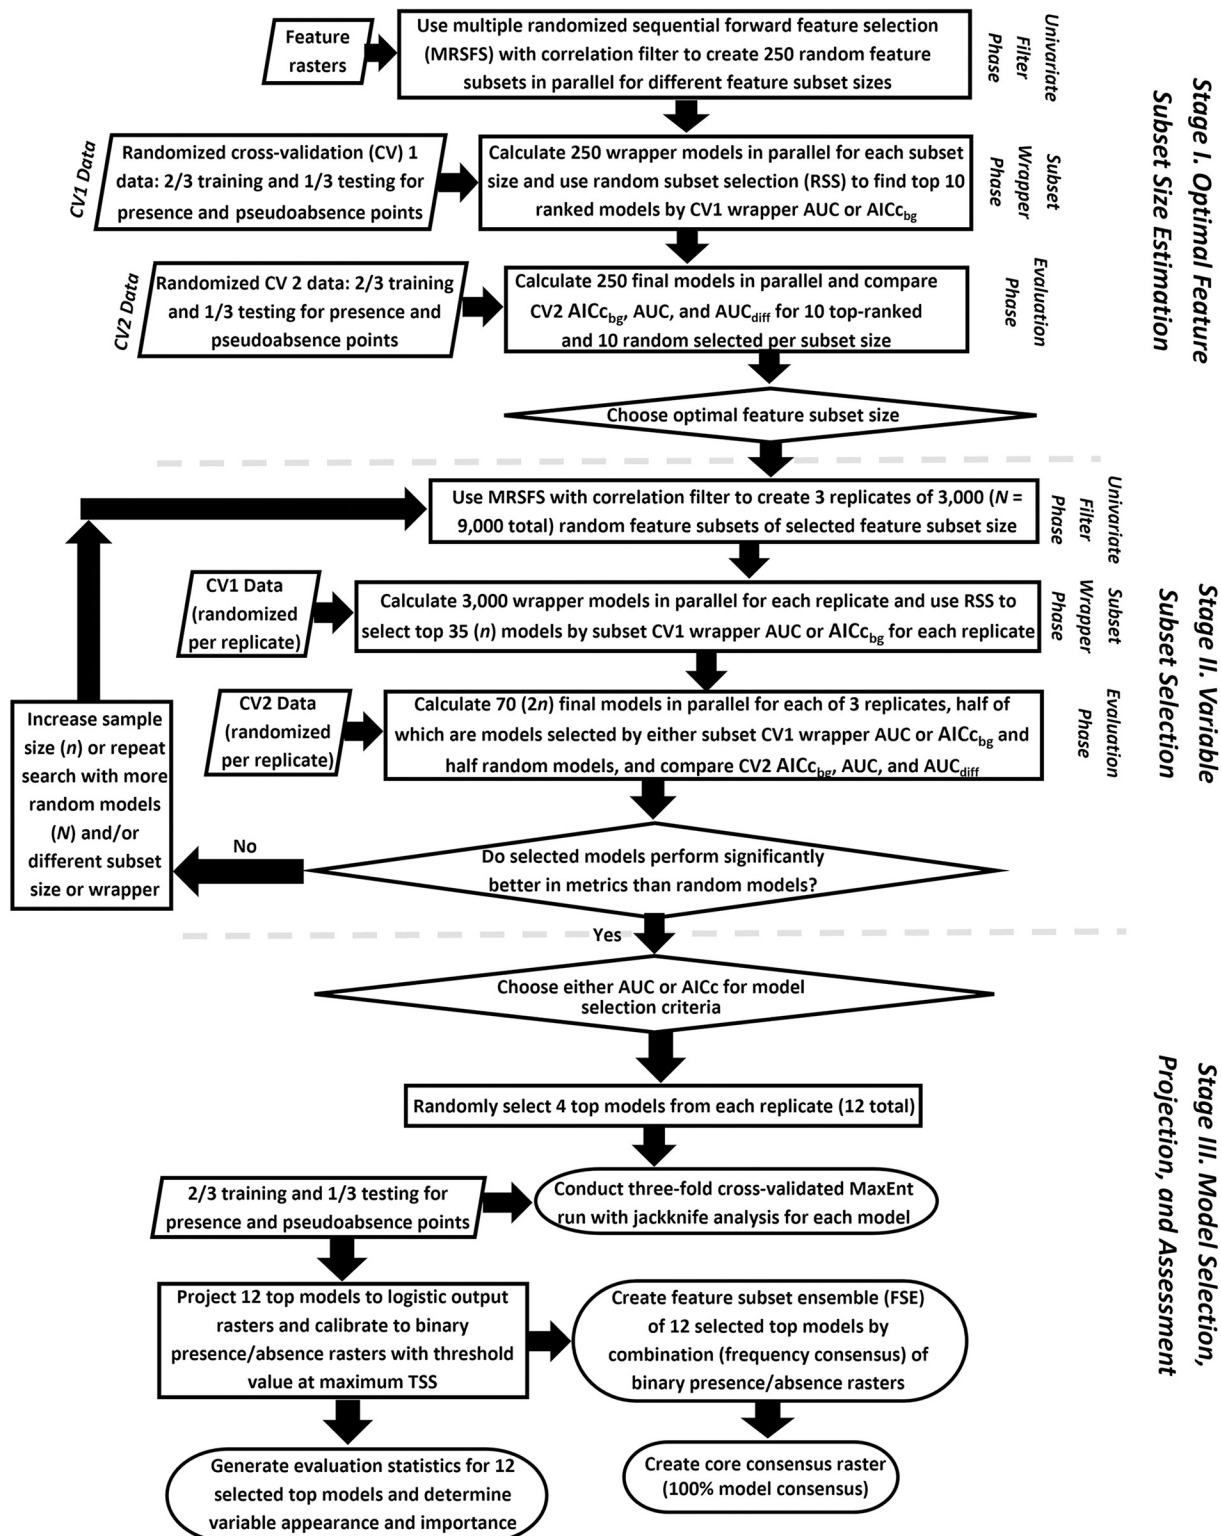 Feature
rasters
Use multiple randomized sequential forward feature selection
(MRSFS) with correlation filter to create 250 random feature
subsets in parallel for different feature subset sizes
Univariate
Filter
Phase
Stage I. Optimal Feature
Subset Size Estimation
CV1 Data
Randomized cross-validation (CV) 1
data: 2/3 training and 1/3 testing for
presence and pseudoabsence points
Calculate 250 wrapper models in parallel for each subset
size and use random subset selection (RSS) to find top 10
ranked models by CV1 wrapper AUC or AICcbg
Subset
Wrapper
Phase
CV2 Data
Randomized CV 2 data: 2/3 training
and 1/3 testing for presence and
pseudoabsence points
Calculate 250 final models in parallel and compare
CV2 AICcbg, AUC, and AUCdiff for 10 top-ranked
and 10 random selected per subset size
Evaluation
Phase
Choose optimal feature subset size
Use MRSFS with correlation filter to create 3 replicates of 3,000 (N =
9,000 total) random feature subsets of selected feature subset size
Univariate
Filter
Phase
Stage II. Variable
Subset Selection
CV1 Data
(randomized
per replicate)
Calculate 3,000 wrapper models in parallel for each replicate and use RSS to
select top 35 (n) models by subset CV1 wrapper AUC or AICcbg for each replicate
Subset
Wrapper
Phase
CV2 Data
(randomized
per replicate)
Calculate 70 (2n) final models in parallel for each of 3 replicates, half of
which are models selected by either subset CV1 wrapper AUC or AICcbg and
half random models, and compare CV2 AICcbg, AUC, and AUCdiff
Evaluation
Phase
Increase sample
size (n) or repeat
search with more
random models
(N) and/or
different subset
size or wrapper
No
Do selected models perform significantly
better in metrics than random models?
Yes
Choose either AUC or AICc for model
selection criteria
Stage III. Model Selection,
Projection, and Assessment
Randomly select 4 top models from each replicate (12 total)
2/3 training and 1/3 testing for
presence and pseudoabsence points
Conduct three-fold cross-validated MaxEnt
run with jackknife analysis for each model
Project 12 top models to logistic output
rasters and calibrate to binary
presence/absence rasters with threshold
value at maximum TSS
Create feature subset ensemble (FSE)
of 12 selected top models by
combination (frequency consensus) of
binary presence/absence rasters
Generate evaluation statistics for 12
selected top models and determine
variable appearance and importance
Create core consensus raster
(100% model consensus)